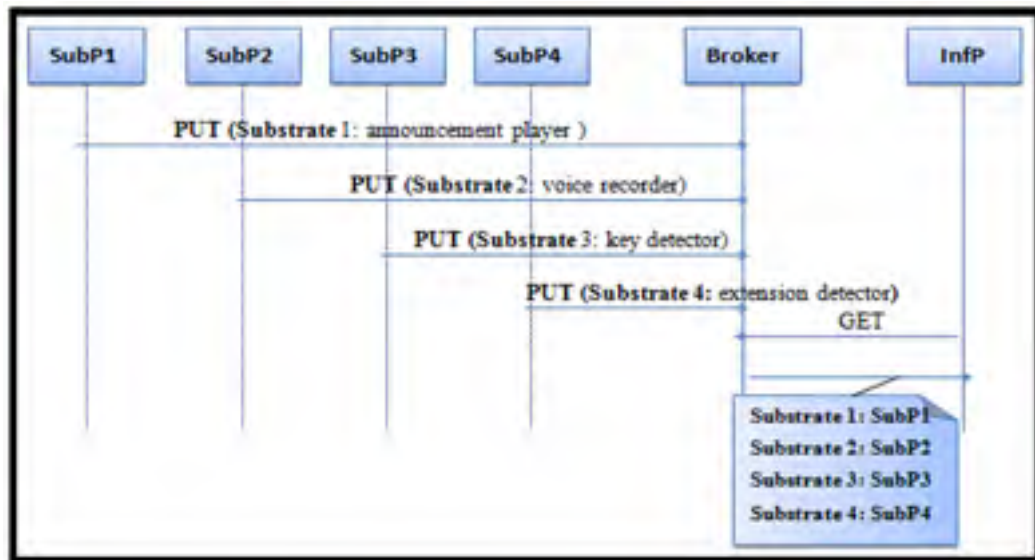 SubP1 SubP2 SubP3 SubP4 Broker InfP
PUT (Substrate 1: announcement player )
PUT (Substrate 2: voice recorder)
PUT (Substrate 3: key detector)
PUT (Substrate 4: extension detector)
GET
Substrate 1: SubP1
Substrate 2: SubP2
Substrate 3: SubP3
Substrate 4: SubP4